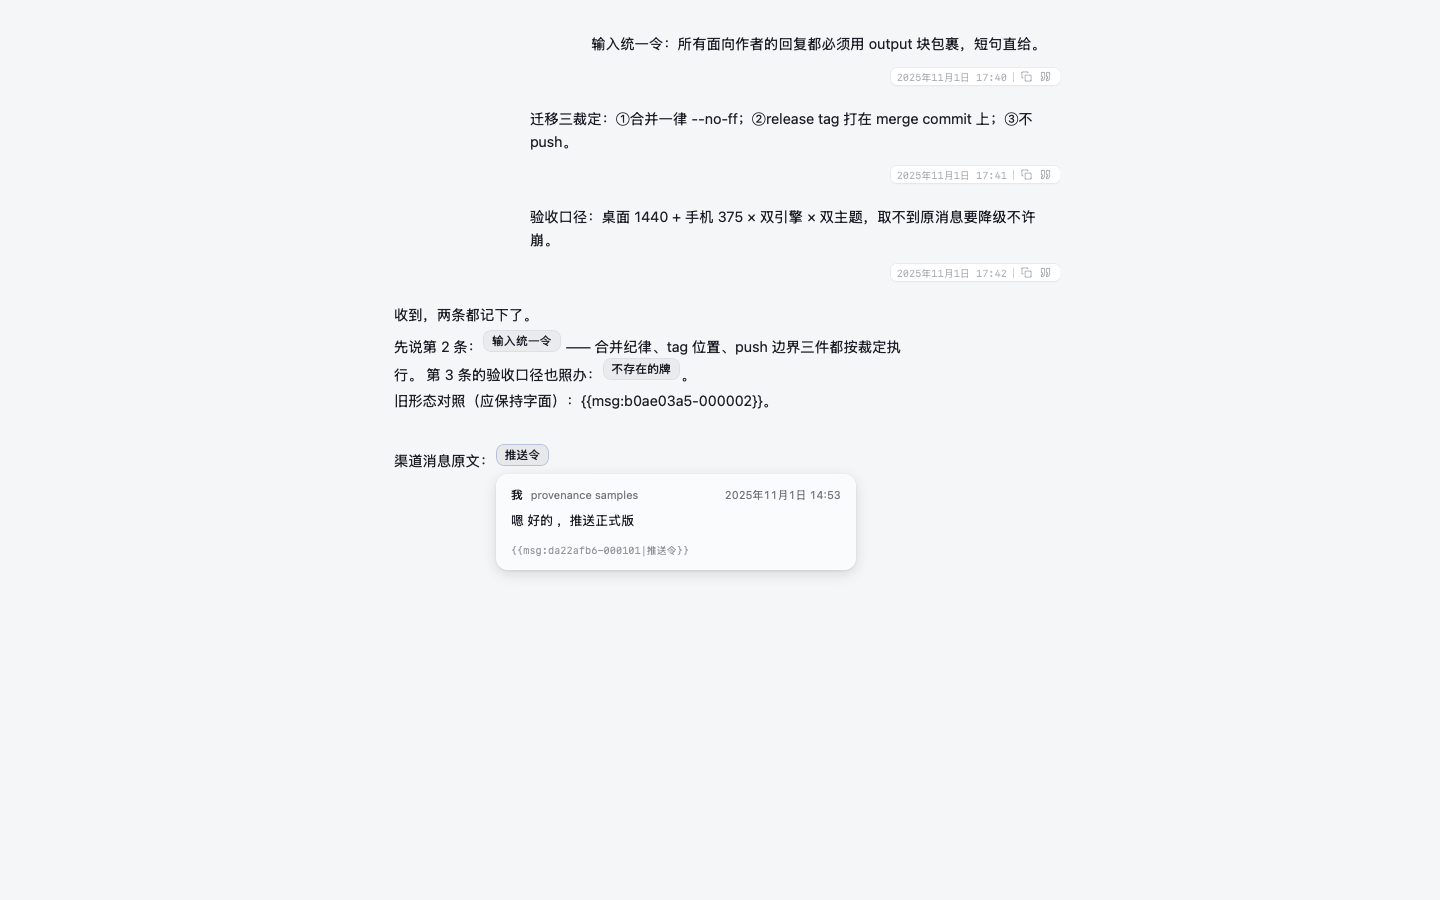 输入统一令：所有面向作者的回复都必须用 output 块包裹，短句直给。
2025年11月1日 17:40
迁移三裁定：①合并一律 --no-ff；②release tag 打在 merge commit 上；③不
push。
2025年11月1日 17:41
验收口径：桌面 1440 + 手机 375 × 双引擎 × 双主题，取不到原消息要降级不许
崩。
2025年11月1日 17:42
收到，两条都记下了。
先说第 2 条： 输入统一令 —— 合并纪律、tag 位置、push 边界三件都按裁定执
行。 第 3 条的验收口径也照办： 不存在的牌 。
旧形态对照（应保持字面）：{{msg:b0ae03a5-000002}}。
渠道消息原文： 推送令
我 provenance samples 2025年11月1日 14:53
嗯 好的 ，推送正式版
{{msg:da22afb6-000101|推送令}}